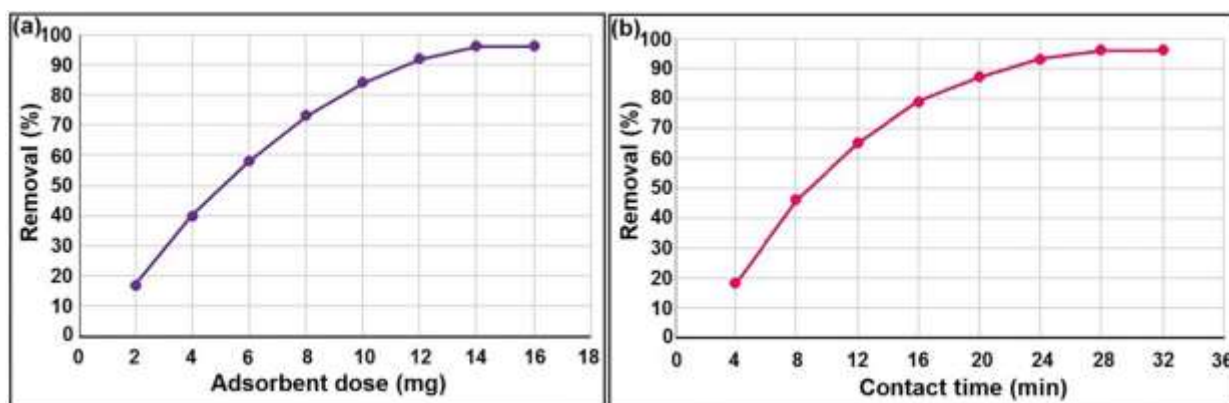 (a)
100
90
80
70
60
50
40
30
20
10
0
Removal (%)
0 2 4 6 8 10 12 14 16 18
Adsorbent dose (mg)
(b)
100
90
80
70
60
50
40
30
20
10
0
Removal (%)
0 4 8 12 16 20 24 28 32 36
Contact time (min)